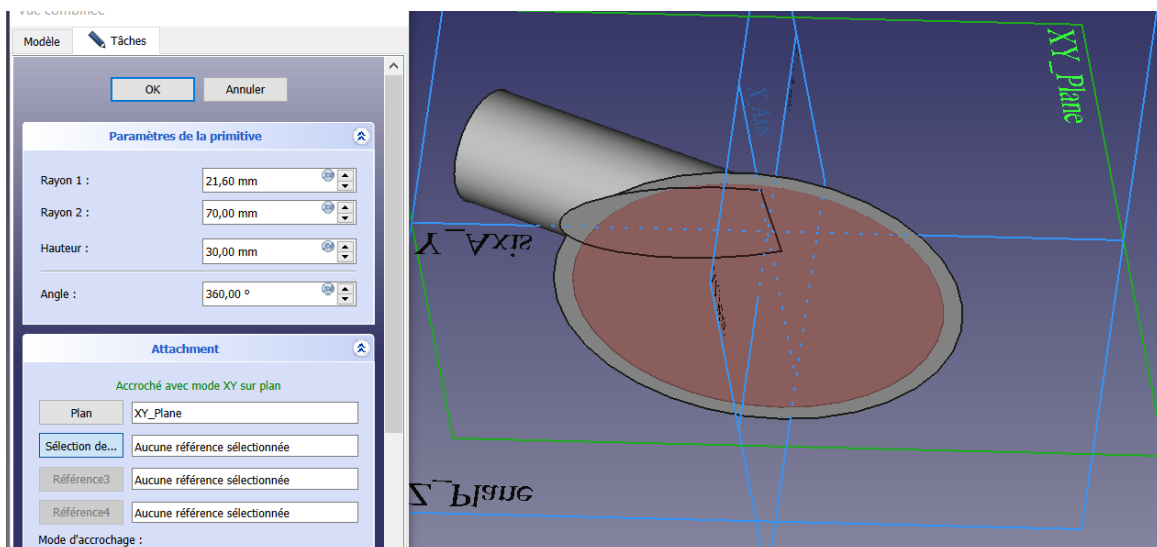 Vue combinée
Modèle
Tâches
OK
Annuler
Paramètres de la primitive
Rayon 1 :
21,60 mm
Rayon 2 :
70,00 mm
Hauteur :
30,00 mm
Angle :
360,00 °
Attachment
Accroché avec mode XY sur plan
Plan
XY_Plane
Sélection de...
Aucune référence sélectionnée
Référence3
Aucune référence sélectionnée
Référence4
Aucune référence sélectionnée
Mode d'accrochage :
XY_Plane
X_Axis
Y_Axis
Z_Plane